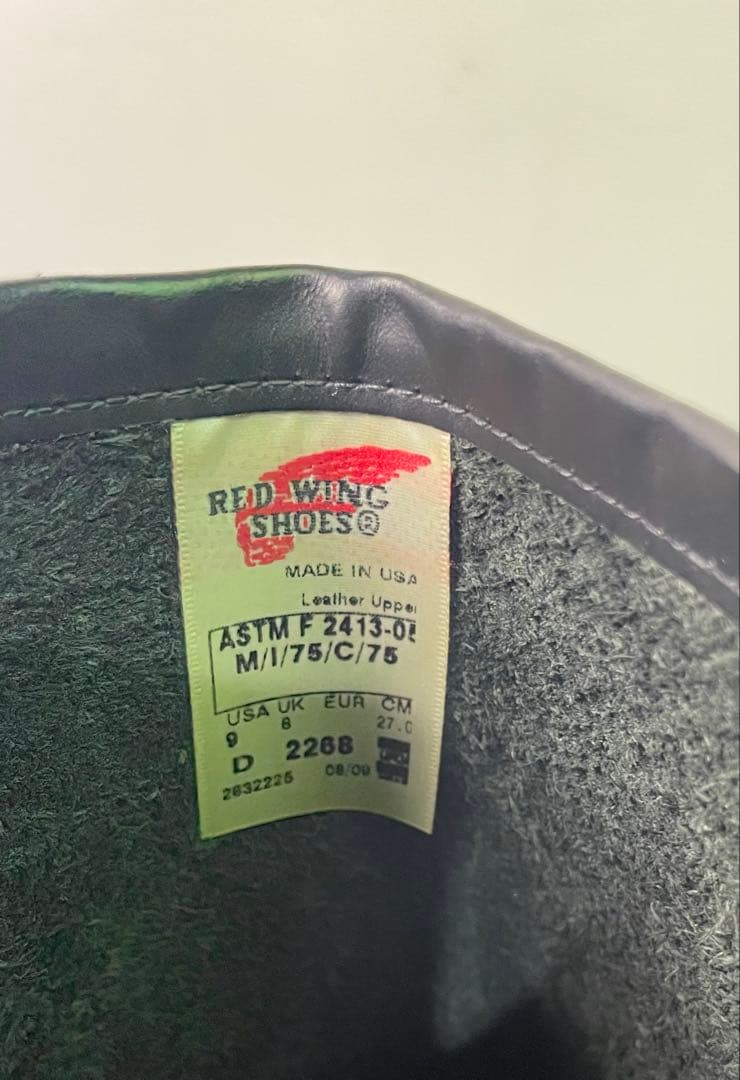 RED WING
SHOES®
MADE IN USA
Leather Upper
ASTM F 2413-05
M/I/75/C/75
USA UK EUR CM
9 8 27.0
D 2268
2632225 08/09